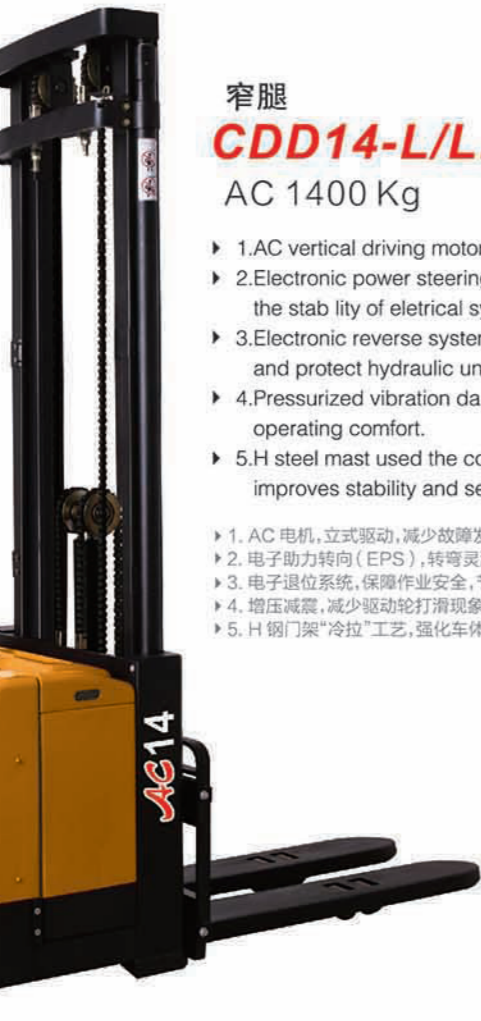 窄腿
CDD14-L/L
AC 1400 Kg
1.AC vertical driving motor
2.Electronic power steering
the stab lity of eletrical
3.Electronic reverse system
and protect hydraulic
4.Pressurized vibration
operating comfort.
5.H steel mast used the
improves stability and
1. AC 电机,立式驱动,减少故障
2. 电子助力转向(EPS),转弯灵
3. 电子退位系统,保障作业安全,
4. 增压减震,减少驱动轮打滑现象
5. H 钢门架“冷拉”工艺,强化车体
AC14